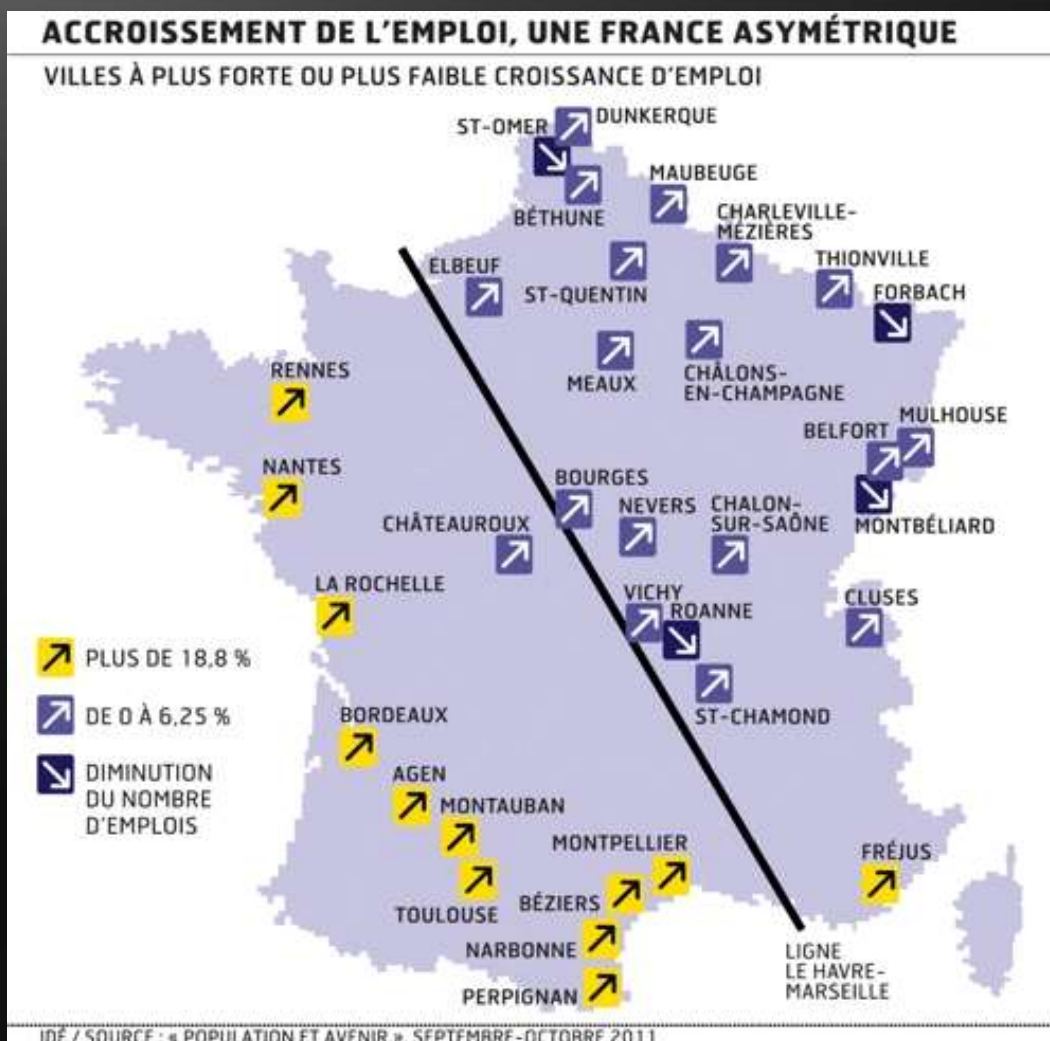 ACCROISSEMENT DE L'EMPLOI, UNE FRANCE ASYMÉTRIQUE
VILLES À PLUS FORTE OU PLUS FAIBLE CROISSANCE D'EMPLOI
ST-OMER
DUNKERQUE
BÉTHUNE
MAUBEUGE
CHARLEVILLE-
MÉZIÈRES
ELBEUF
ST-QUENTIN
THIONVILLE
FORBACH
MEAUX
CHÂLONS-
EN-CHAMPAGNE
RENNES
BELFORT
MULHOUSE
MONTBÉLIARD
NANTES
BOURGES
NEVERS
CHALON-
SUR-SAÔNE
CHÂTEAUROUX
LA ROCHELLE
VICHY
ROANNE
CLUSES
ST-CHAMOND
PLUS DE 18,8 %
DE 0 À 6,25 %
DIMINUTION
DU NOMBRE
D'EMPLOIS
BORDEAUX
AGEN
MONTAUBAN
MONTPELLIER
FRÉJUS
TOULOUSE
BÉZIERS
NARBONNE
PERPIGNAN
LIGNE
LE HAVRE-
MARSEILLE
IDÉ / SOURCE : « POPULATION ET AVENIR », SEPTEMBRE-OCTOBRE 2011